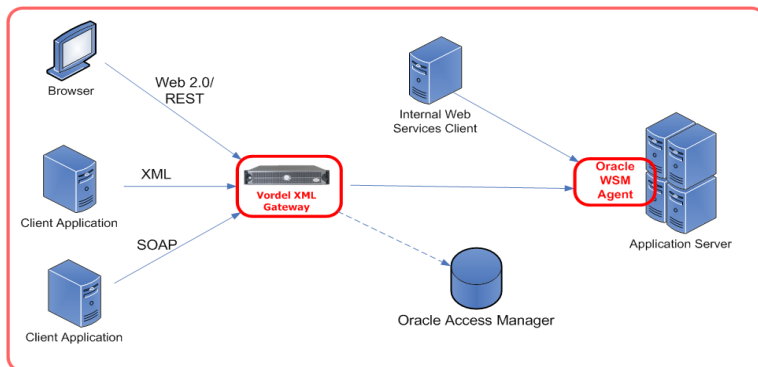 Browser
Web 2.0/
REST
Internal Web
Services Client
XML
Client Application
Vordel XML
Gateway
Oracle
WSM
Agent
Application Server
SOAP
Client Application
Oracle Access Manager